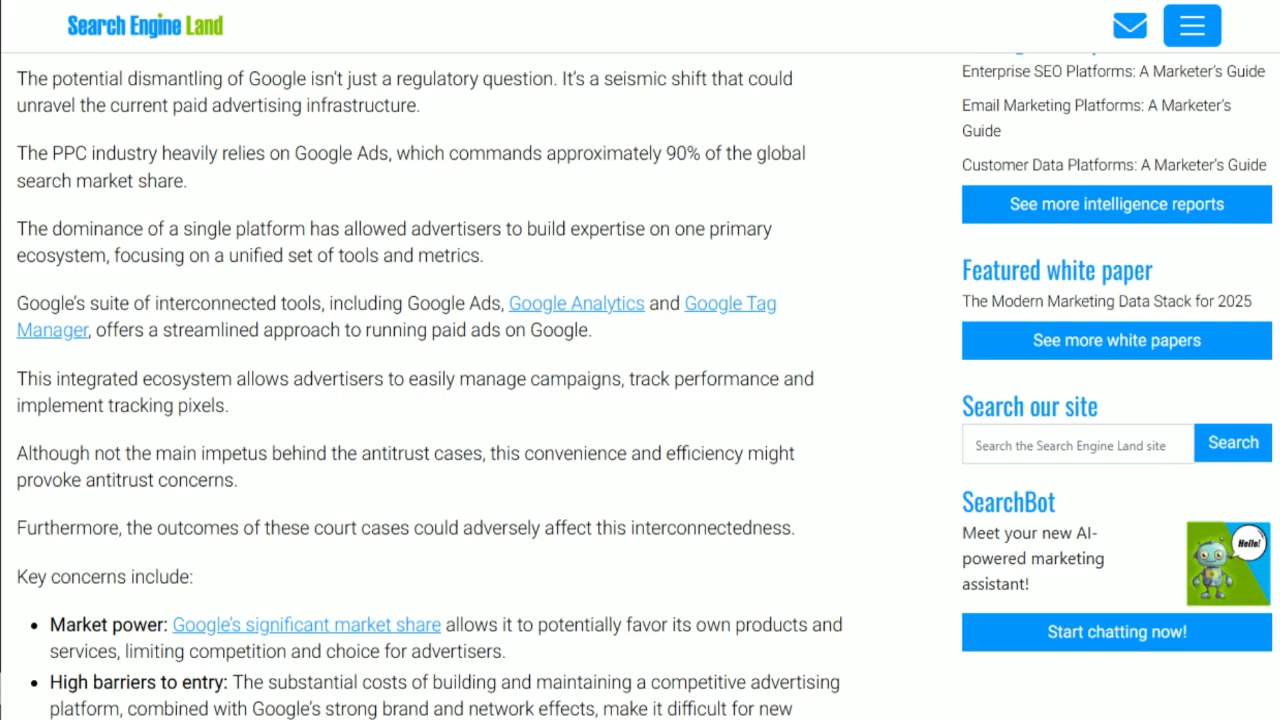 Search Engine Land
The potential dismantling of Google isn't just a regulatory question. It's a seismic shift that could
unravel the current paid advertising infrastructure.
The PPC industry heavily relies on Google Ads, which commands approximately 90% of the global
search market share.
The dominance of a single platform has allowed advertisers to build expertise on one primary
ecosystem, focusing on a unified set of tools and metrics.
Google's suite of interconnected tools, including Google Ads, Google Analytics and Google Tag
Manager, offers a streamlined approach to running paid ads on Google.
This integrated ecosystem allows advertisers to easily manage campaigns, track performance and
implement tracking pixels.
Although not the main impetus behind the antitrust cases, this convenience and efficiency might
provoke antitrust concerns.
Furthermore, the outcomes of these court cases could adversely affect this interconnectedness.
Key concerns include:
• Market power: Google's significant market share allows it to potentially favor its own products and
services, limiting competition and choice for advertisers.
• High barriers to entry: The substantial costs of building and maintaining a competitive advertising
platform, combined with Google's strong brand and network effects, make it difficult for new
Enterprise SEO Platforms: A Marketer's Guide
Email Marketing Platforms: A Marketer's
Guide
Customer Data Platforms: A Marketer's Guide
See more intelligence reports
Featured white paper
The Modern Marketing Data Stack for 2025
See more white papers
Search our site
Search the Search Engine Land site
Search
SearchBot
Meet your new AI-
powered marketing
assistant!
Hello!
Start chatting now!